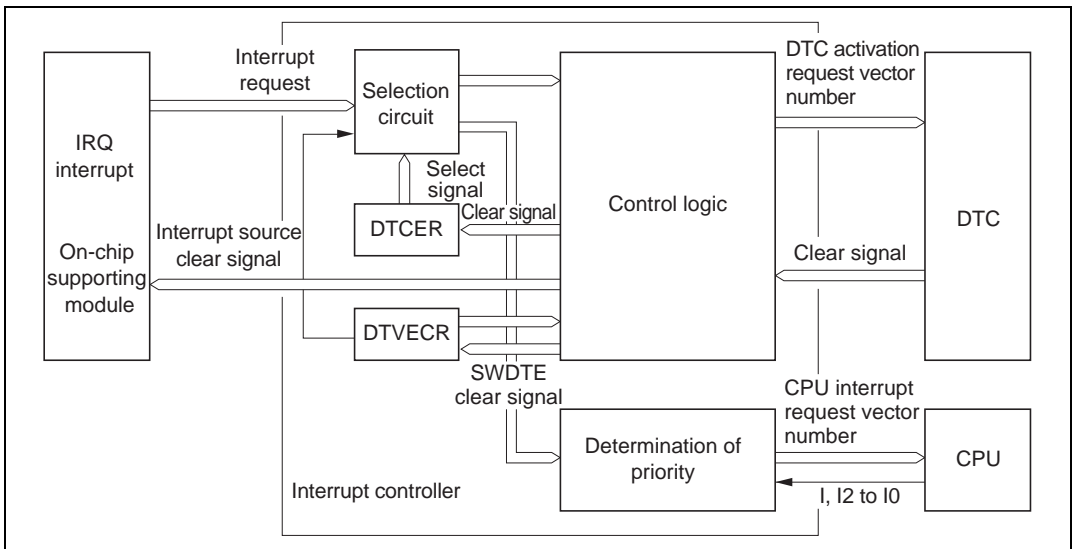 Interrupt
request
DTC activation
request vector
number
Selection
circuit
IRQ
interrupt
On-chip
supporting
module
Select
signal
DTCER
Clear signal
Control logic
DTC
Interrupt source
clear signal
Clear signal
DTVECR
SWDTE
clear signal
CPU interrupt
request vector
number
Determination of
priority
CPU
I, I2 to I0
Interrupt controller